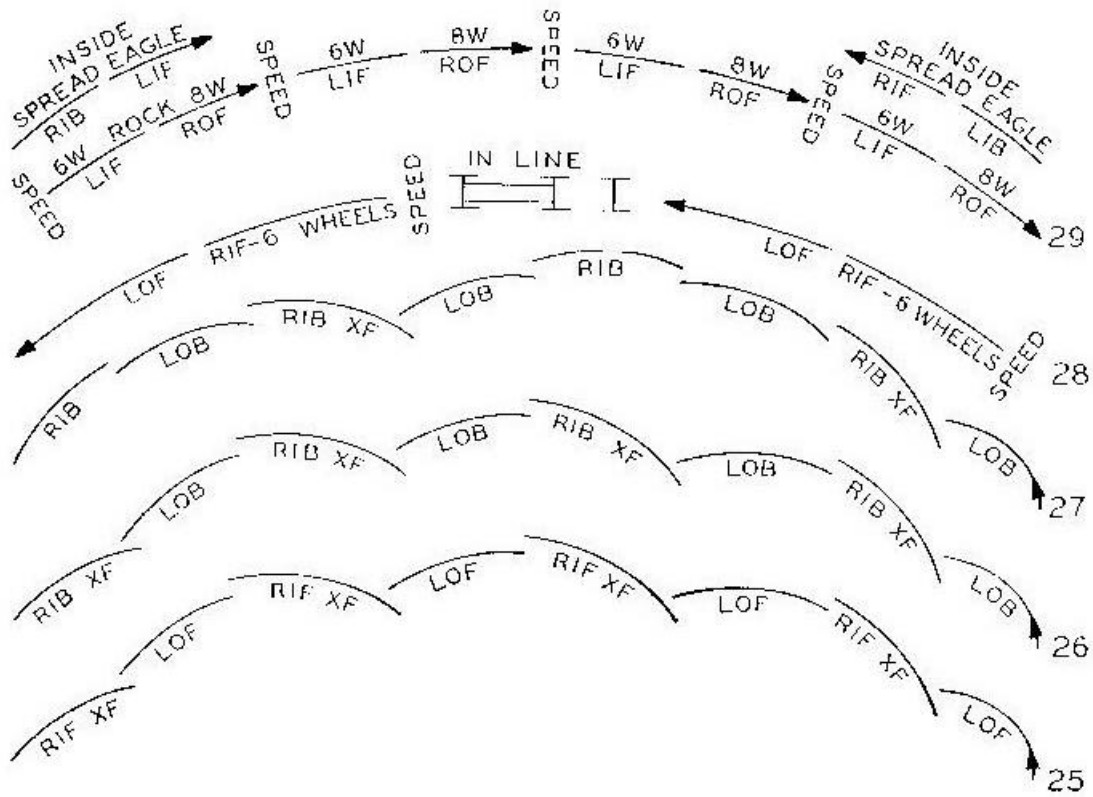 INSIDE
SPREAD EAGLE
RIB LIF
SPEED 6W ROCK 8W SPEED 6W 8W SPEED 6W 8W SPEED 6W 8W
LIF ROF LIF ROF LIF ROF LIF ROF
INSIDE
SPREAD EAGLE
RIF LIB
29
IN LINE
LOF RIF-6 WHEELS SPEED LOF RIF-6 WHEELS SPEED 28
RIB LOB RIB XF LOB RIB LOB RIB XF LOB 27
RIB XF LOB RIB XF LOB RIB XF LOB RIB XF LOB 26
RIF XF LOF RIF XF LOF RIF XF LOF RIF XF LOF 25